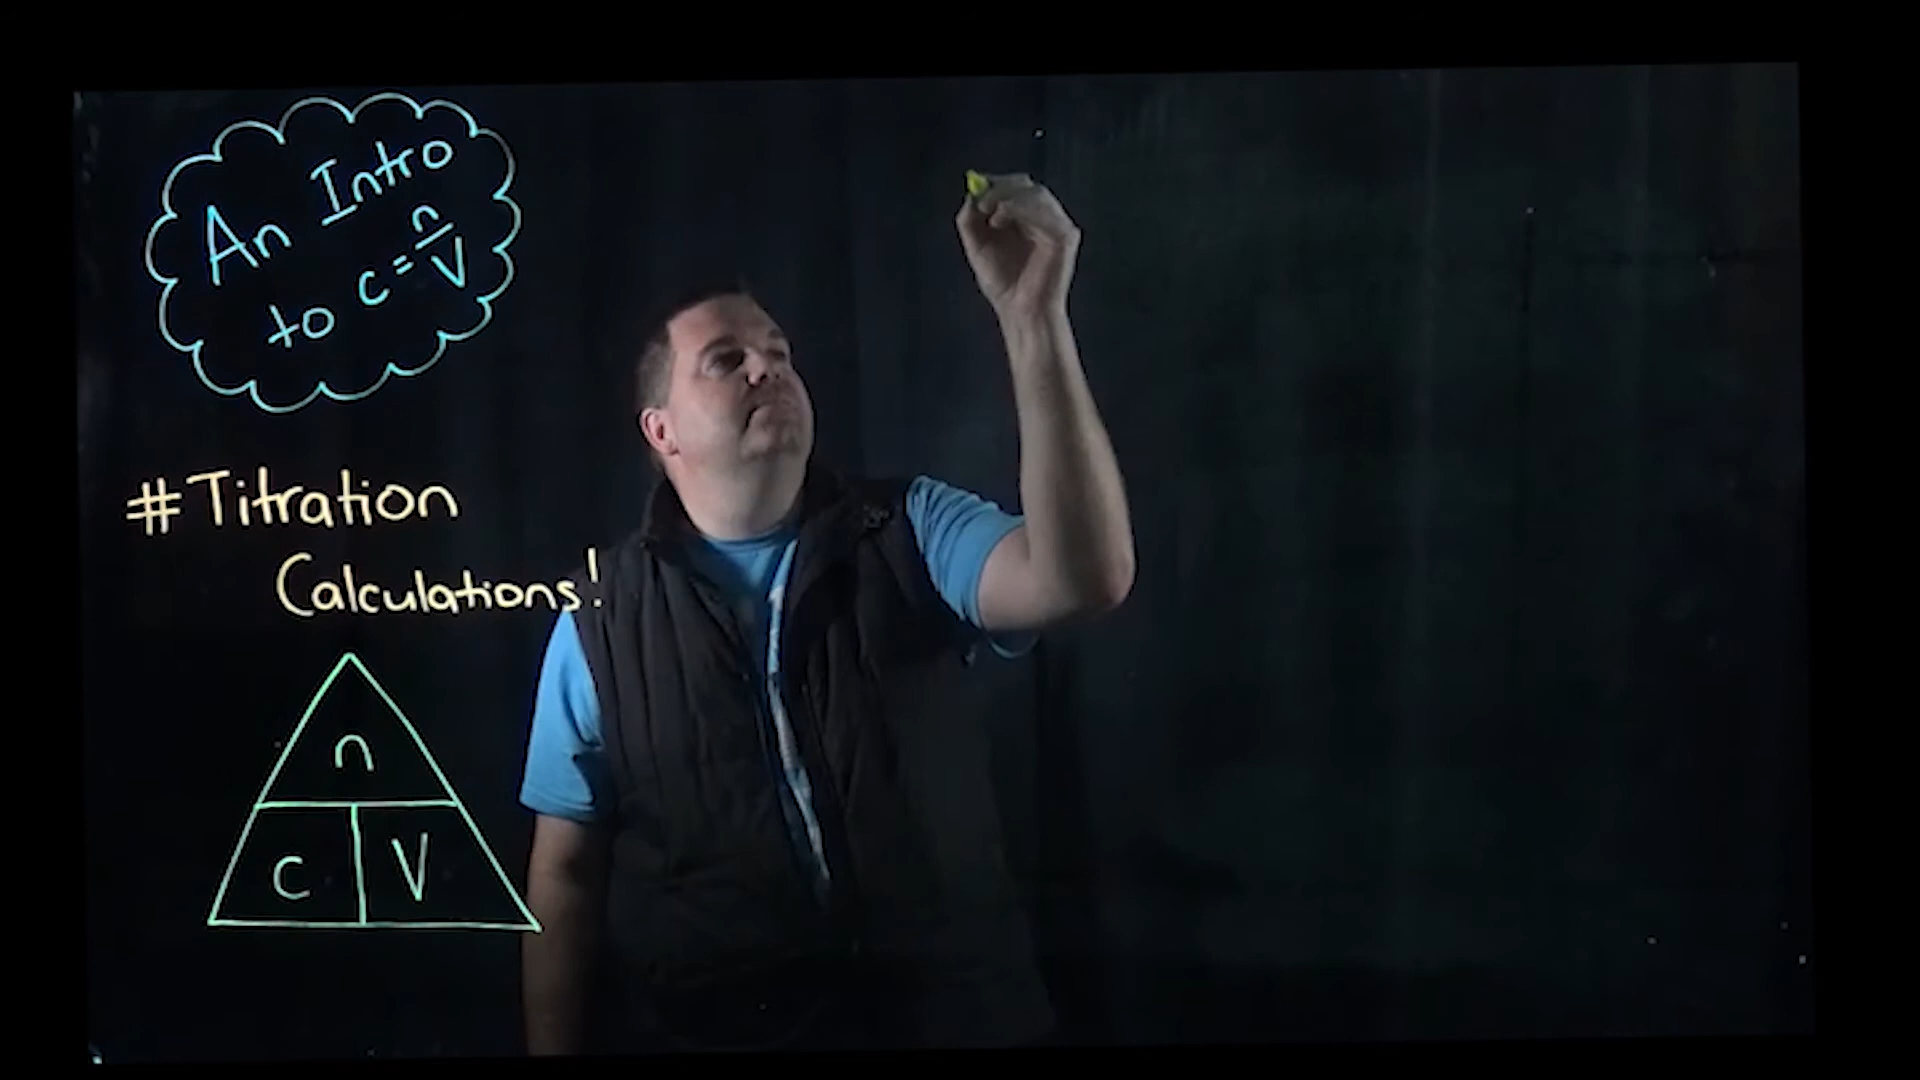 An Intro
to c = n/V
#Titration
Calculations!
n
c V